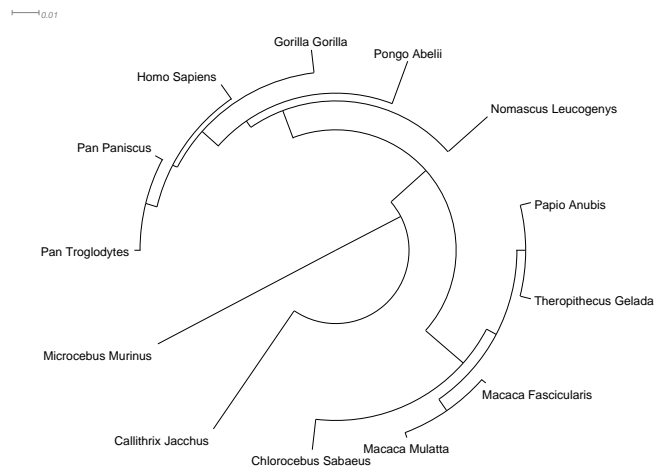 0.01
Gorilla Gorilla
Pongo Abelii
Homo Sapiens
Nomascus Leucogenys
Pan Paniscus
Papio Anubis
Pan Troglodytes
Theropithecus Gelada
Microcebus Murinus
Macaca Fascicularis
Callithrix Jacchus
Macaca Mulatta
Chlorocebus Sabaeus